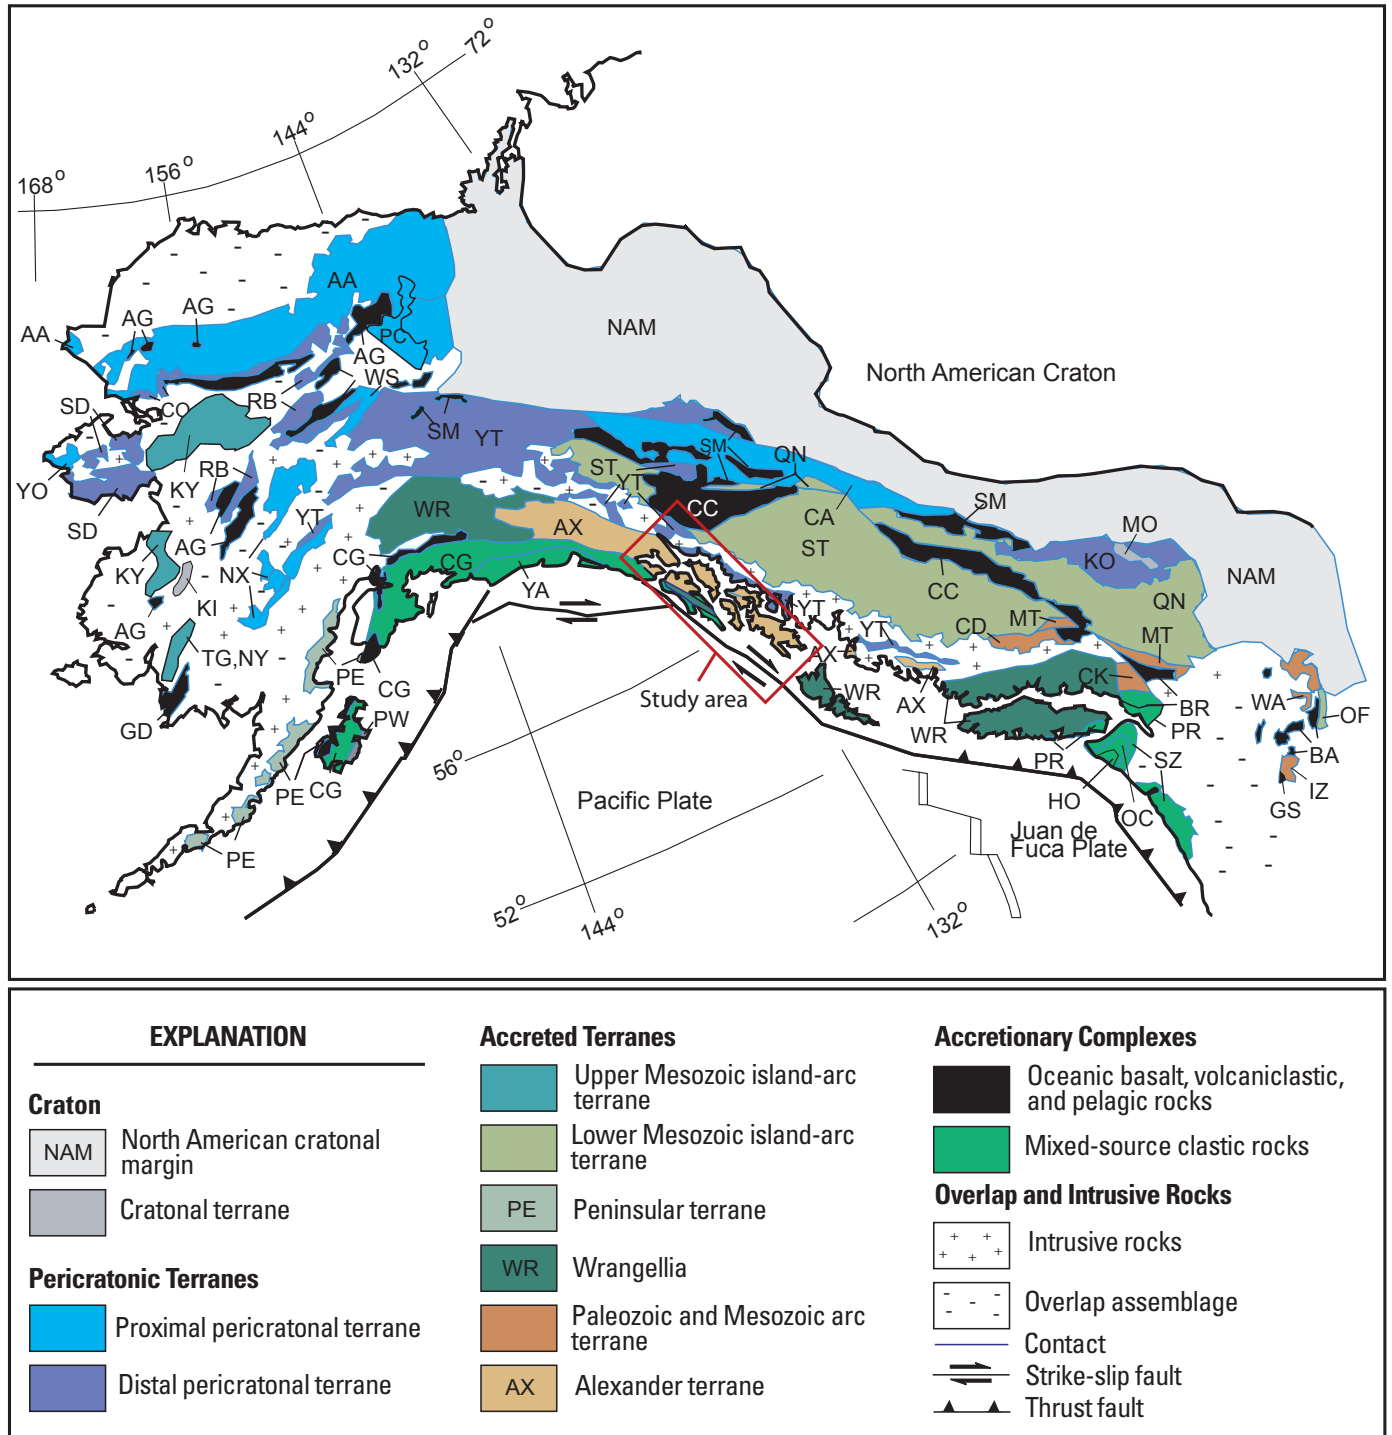 72°
132°
144°
156°
168°
AA
NAM
AG
AG
AA
PC
North American Craton
AG
WS
CO
RB
SD
SM
YT
SM
QN
ST
RB
YT
YO
KY
CC
SM
WR
CA
SD
YT
AX
MO
ST
AG
CG
CG
KO
KY
NX
NAM
YA
CC
QN
KI
YT
MT
AG
CD
YT
MT
TG,NY
AX
PE
CK
CG
WR
Study area
AX
BR
WA
OF
PW
GD
WR
PR
PR
SZ
BA
56°
PE
CG
HO
IZ
Pacific Plate
GS
OC
Juan de
Fuca Plate
PE
52°
144°
132°
EXPLANATION
Craton
NAM
North American cratonal
margin
Cratonal terrane
Pericratonic Terranes
Proximal pericratonal terrane
Distal pericratonal terrane
Accreted Terranes
Upper Mesozoic island-arc
terrane
Lower Mesozoic island-arc
terrane
PE
Peninsular terrane
WR
Wrangellia
Paleozoic and Mesozoic arc
terrane
AX
Alexander terrane
Accretionary Complexes
Oceanic basalt, volcaniclastic,
and pelagic rocks
Mixed-source clastic rocks
Overlap and Intrusive Rocks
Intrusive rocks
Overlap assemblage
Contact
Strike-slip fault
Thrust fault